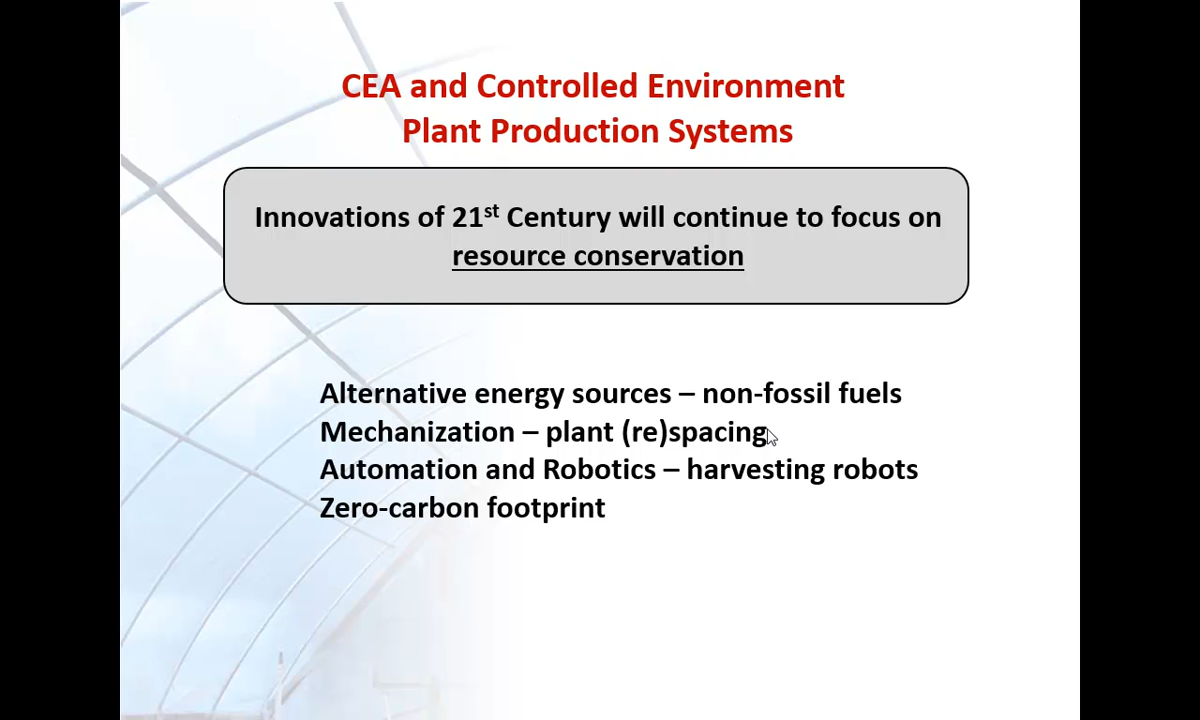 CEA and Controlled Environment
Plant Production Systems
Innovations of 21st Century will continue to focus on
resource conservation
Alternative energy sources – non-fossil fuels
Mechanization – plant (re)spacing
Automation and Robotics – harvesting robots
Zero-carbon footprint